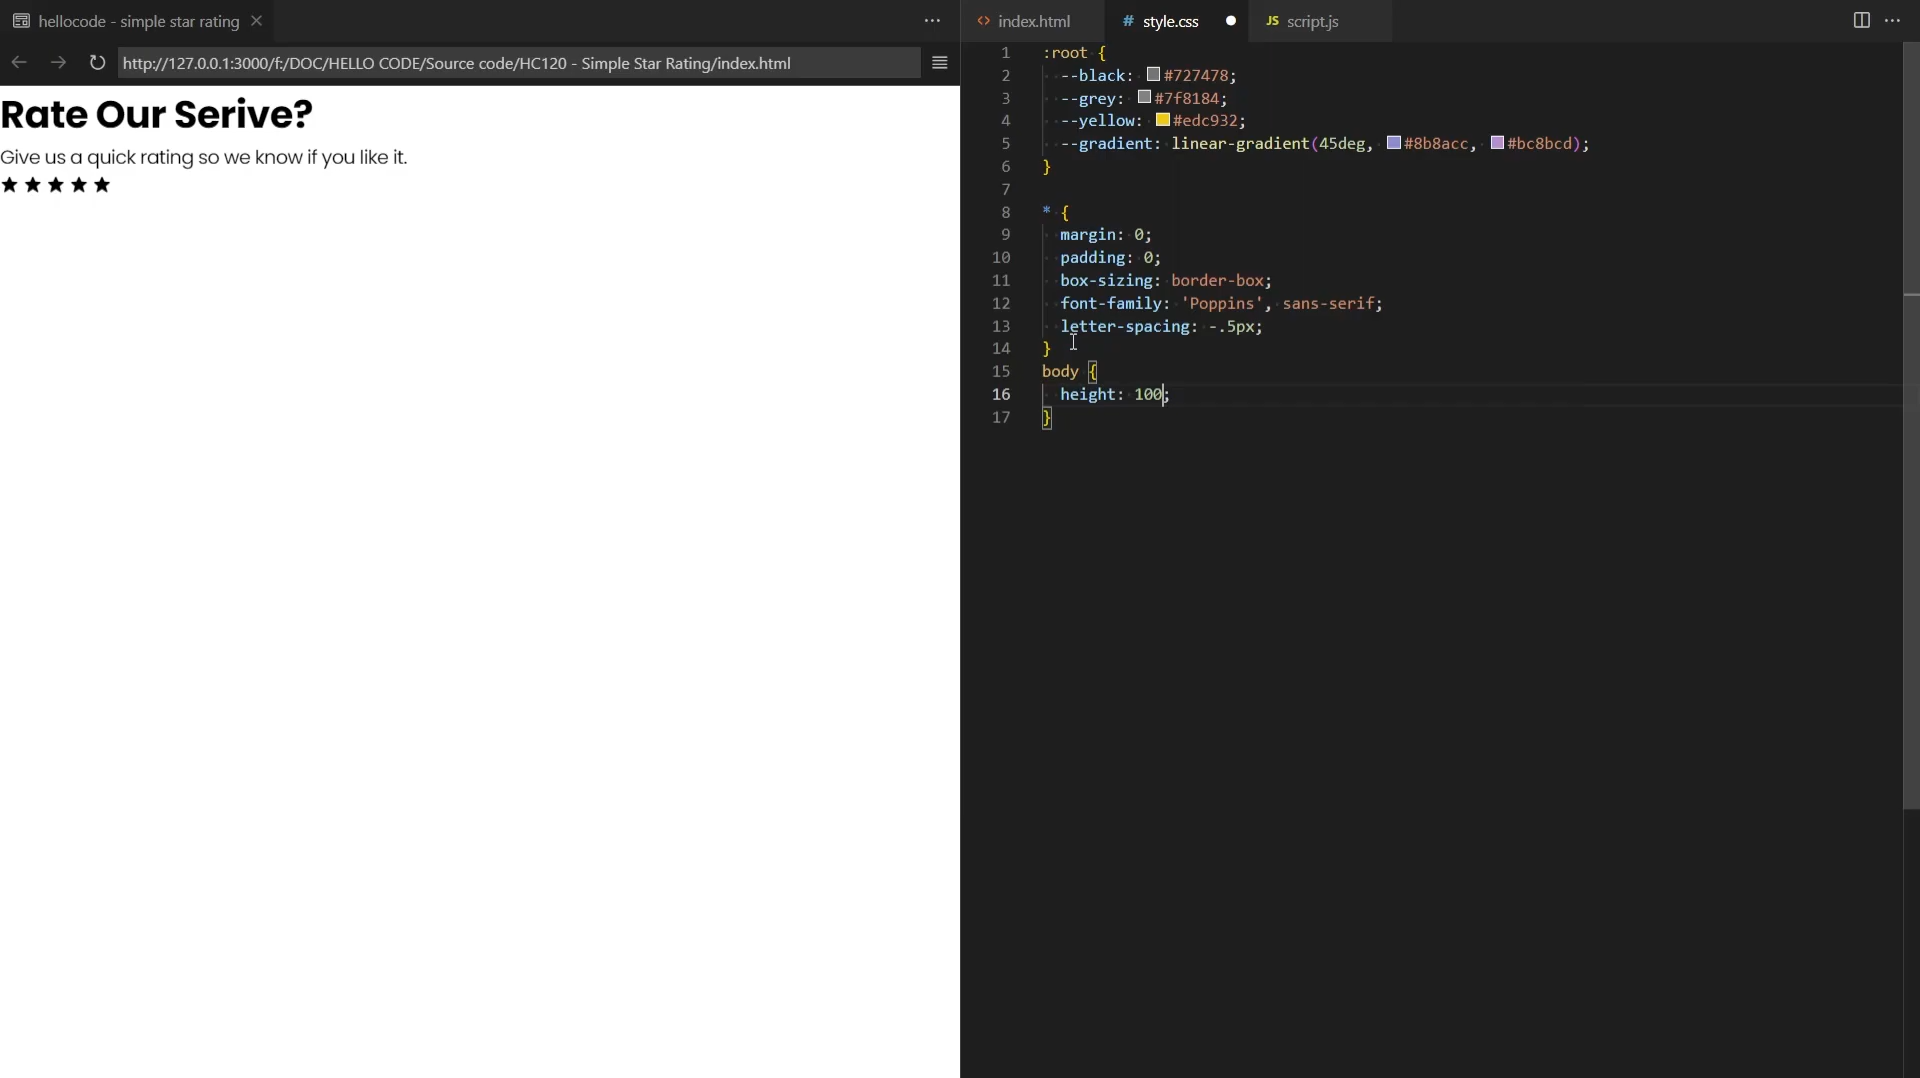 hellocode - simple star rating
http://127.0.0.1:3000/f:/DOC/HELLO CODE/Source code/HC120 - Simple Star Rating/index.html
Rate Our Serive?
Give us a quick rating so we know if you like it.
index.html
# style.css
JS script.js
1 :root {
2 --black: #727478;
3 --grey: #7f8184;
4 --yellow: #edc932;
5 --gradient: linear-gradient(45deg, #8b8acc, #bc8bcd);
6 }
7
8 * {
9 margin: 0;
10 padding: 0;
11 box-sizing: border-box;
12 font-family: 'Poppins', sans-serif;
13 letter-spacing: -.5px;
14 }
15 body {
16 height: 100;
17 }